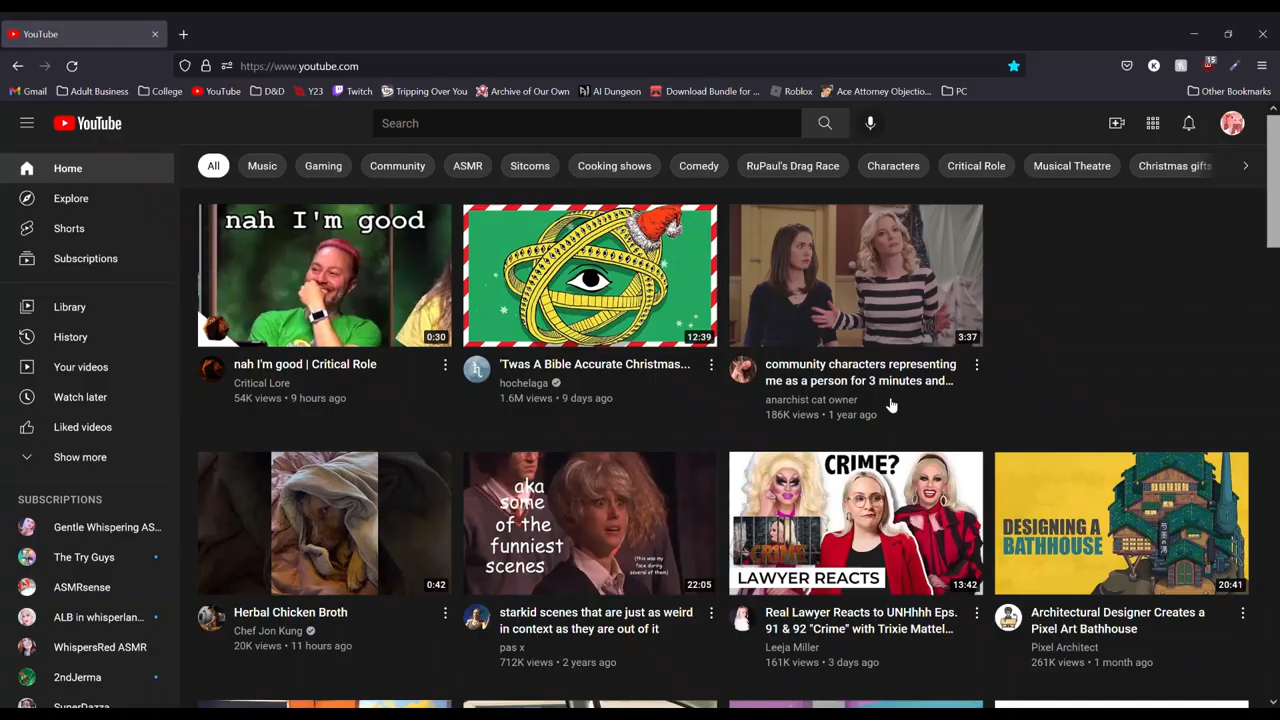 YouTube
https://www.youtube.com
15
Gmail
Adult Business
College
YouTube
D&D
Y23
Twitch
Tripping Over You
Archive of Our Own
AI Dungeon
Download Bundle for ...
Roblox
Ace Attorney Objectio...
PC
Other Bookmarks
YouTube
Search
All
Music
Gaming
Community
ASMR
Sitcoms
Cooking shows
Comedy
RuPaul's Drag Race
Characters
Critical Role
Musical Theatre
Christmas gifts
Home
Explore
Shorts
Subscriptions
Library
History
Your videos
Watch later
Liked videos
Show more
SUBSCRIPTIONS
Gentle Whispering AS...
The Try Guys
ASMRsense
ALB in whisperlan...
WhispersRed ASMR
2ndJerma
SuperDazza
nah I'm good
0:30
nah I'm good | Critical Role
Critical Lore
54K views • 9 hours ago
12:39
'Twas A Bible Accurate Christmas...
hochelaga
1.6M views • 9 days ago
3:37
community characters representing
me as a person for 3 minutes and...
anarchist cat owner
186K views • 1 year ago
0:42
Herbal Chicken Broth
Chef Jon Kung
20K views • 11 hours ago
aka
some
of the
funniest
scenes
(this was my
face during
several of them)
22:05
starkid scenes that are just as weird
in context as they are out of it
pas x
712K views • 2 years ago
CRIME?
CRIME
LAWYER REACTS
13:42
Real Lawyer Reacts to UNHhhh Eps.
91 & 92 "Crime" with Trixie Mattel...
Leeja Miller
161K views • 3 days ago
DESIGNING A
BATHHOUSE
20:41
Architectural Designer Creates a
Pixel Art Bathhouse
Pixel Architect
261K views • 1 month ago